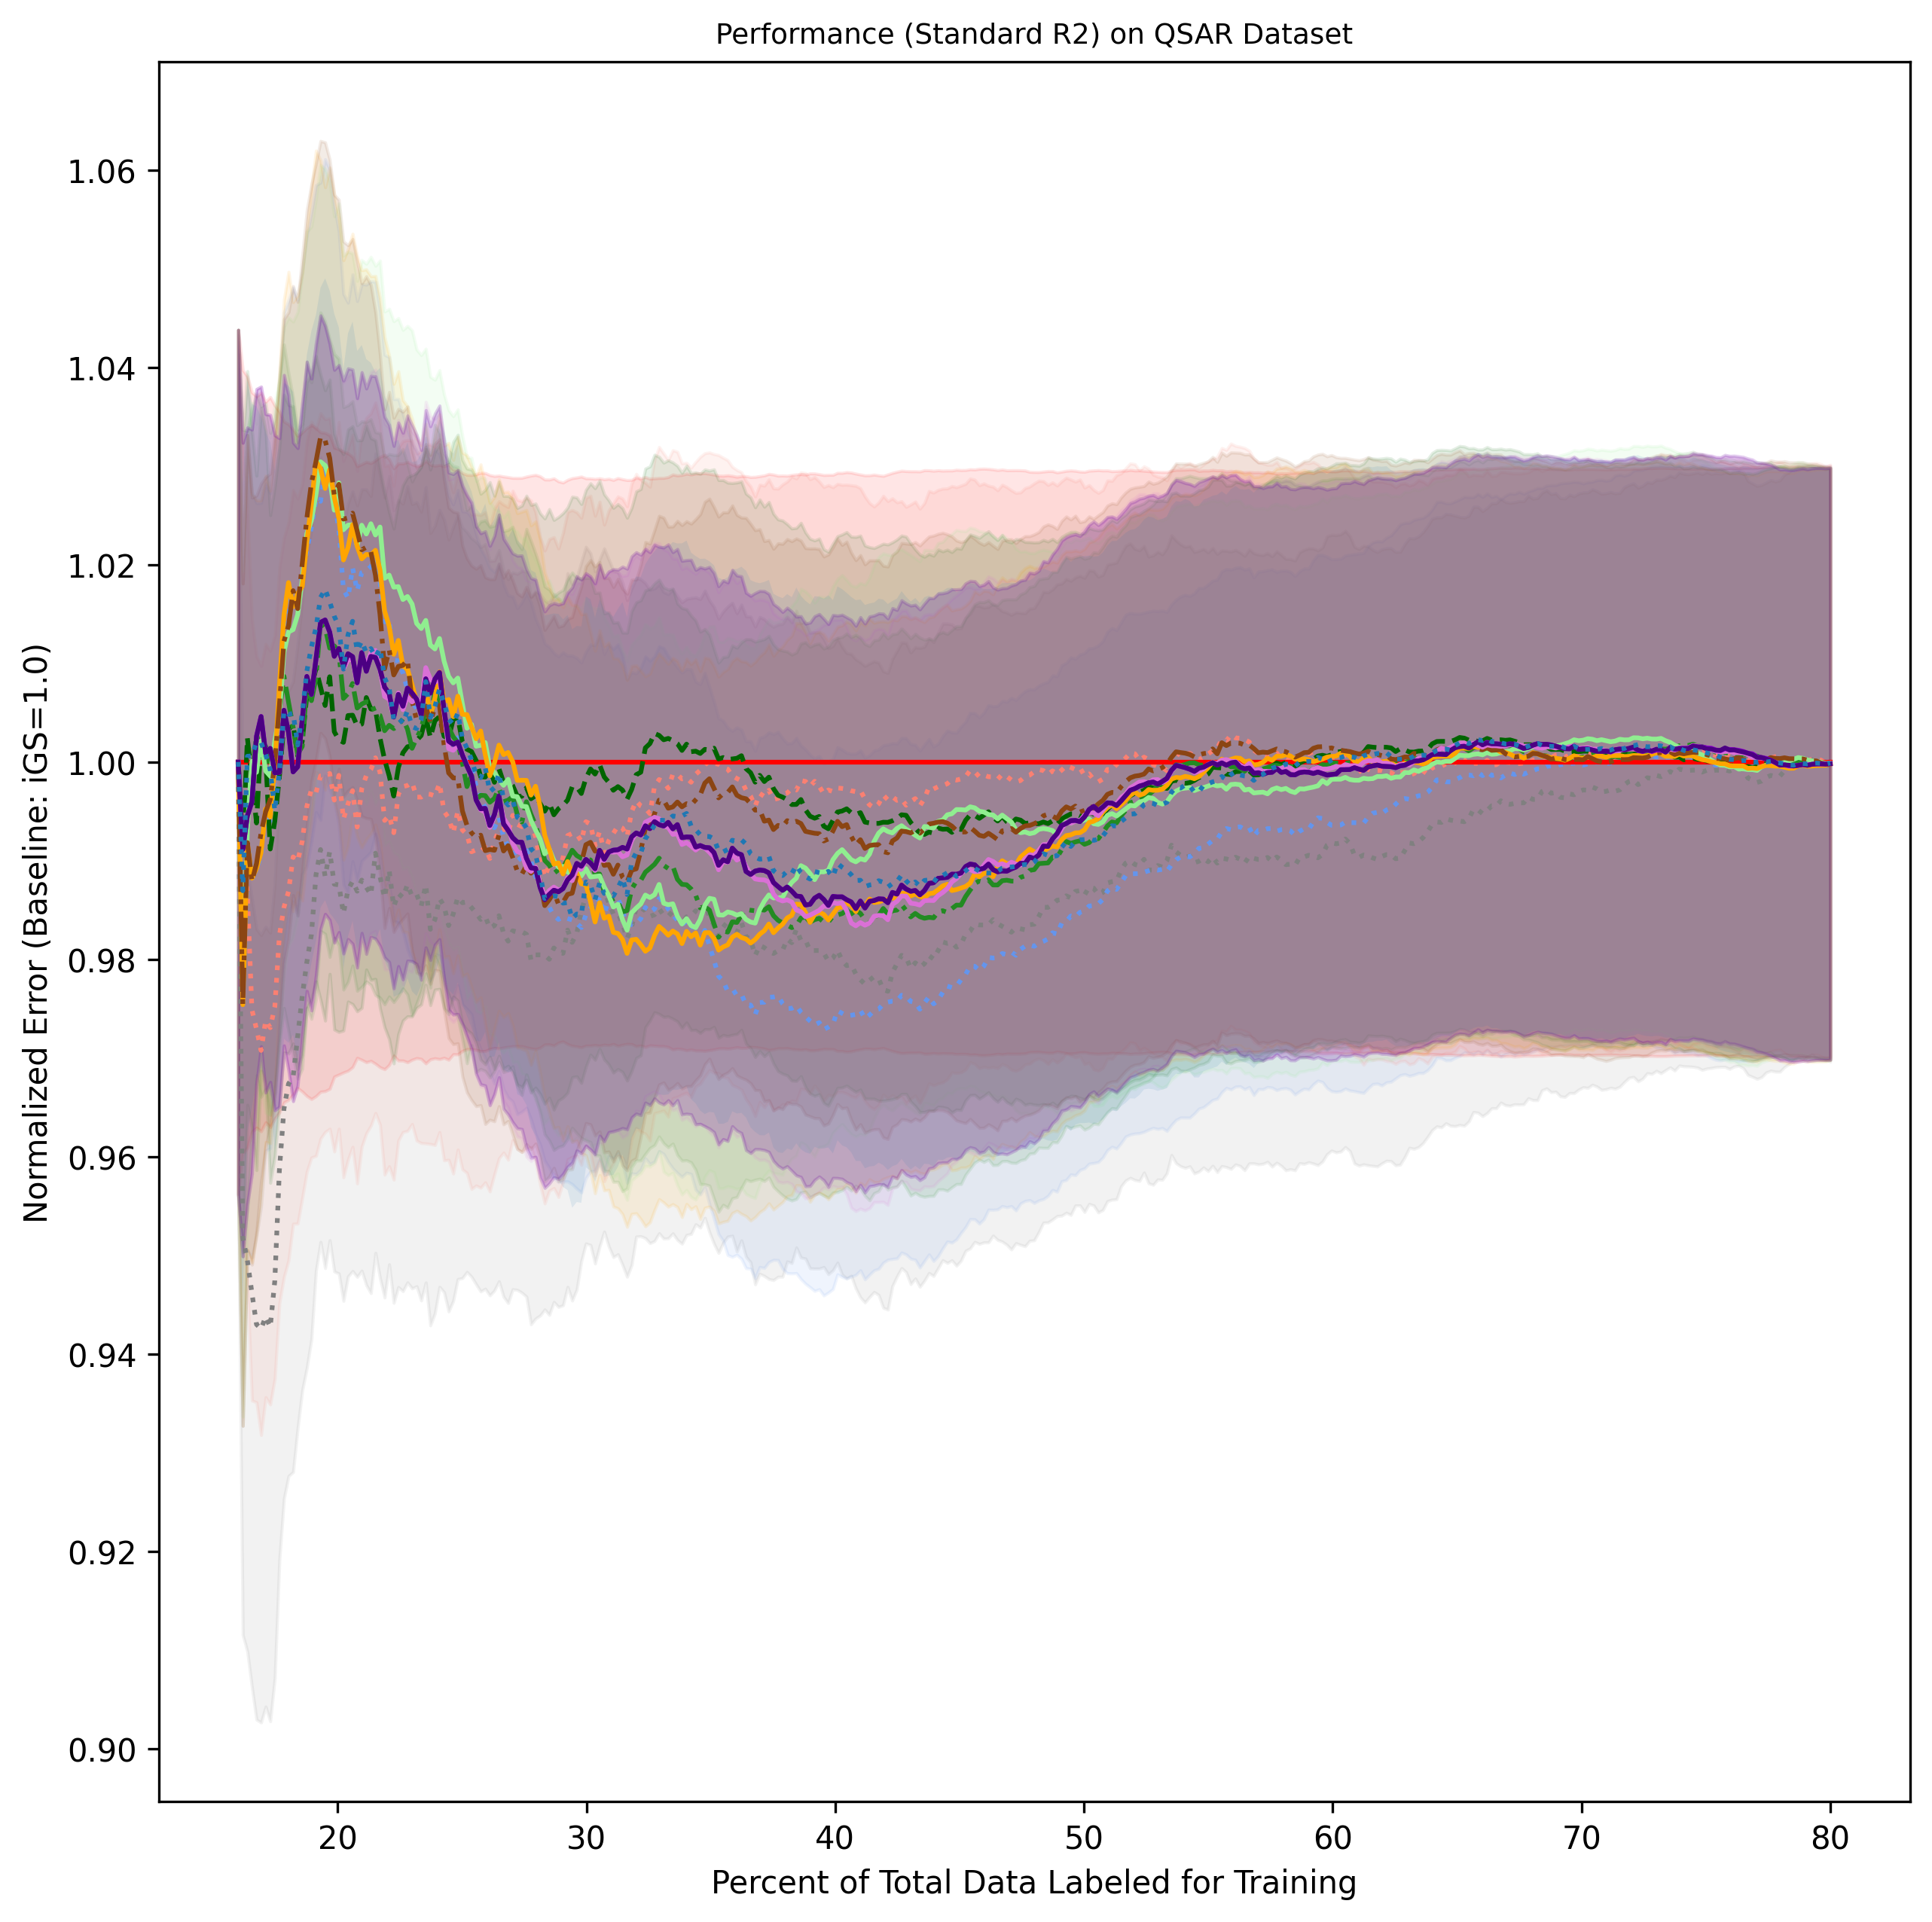 Performance (Standard R2) on QSAR Dataset
Normalized Error (Baseline: iGS=1.0)
1.06
1.04
1.02
1.00
0.98
0.96
0.94
0.92
0.90
20 30 40 50 60 70 80
Percent of Total Data Labeled for Training